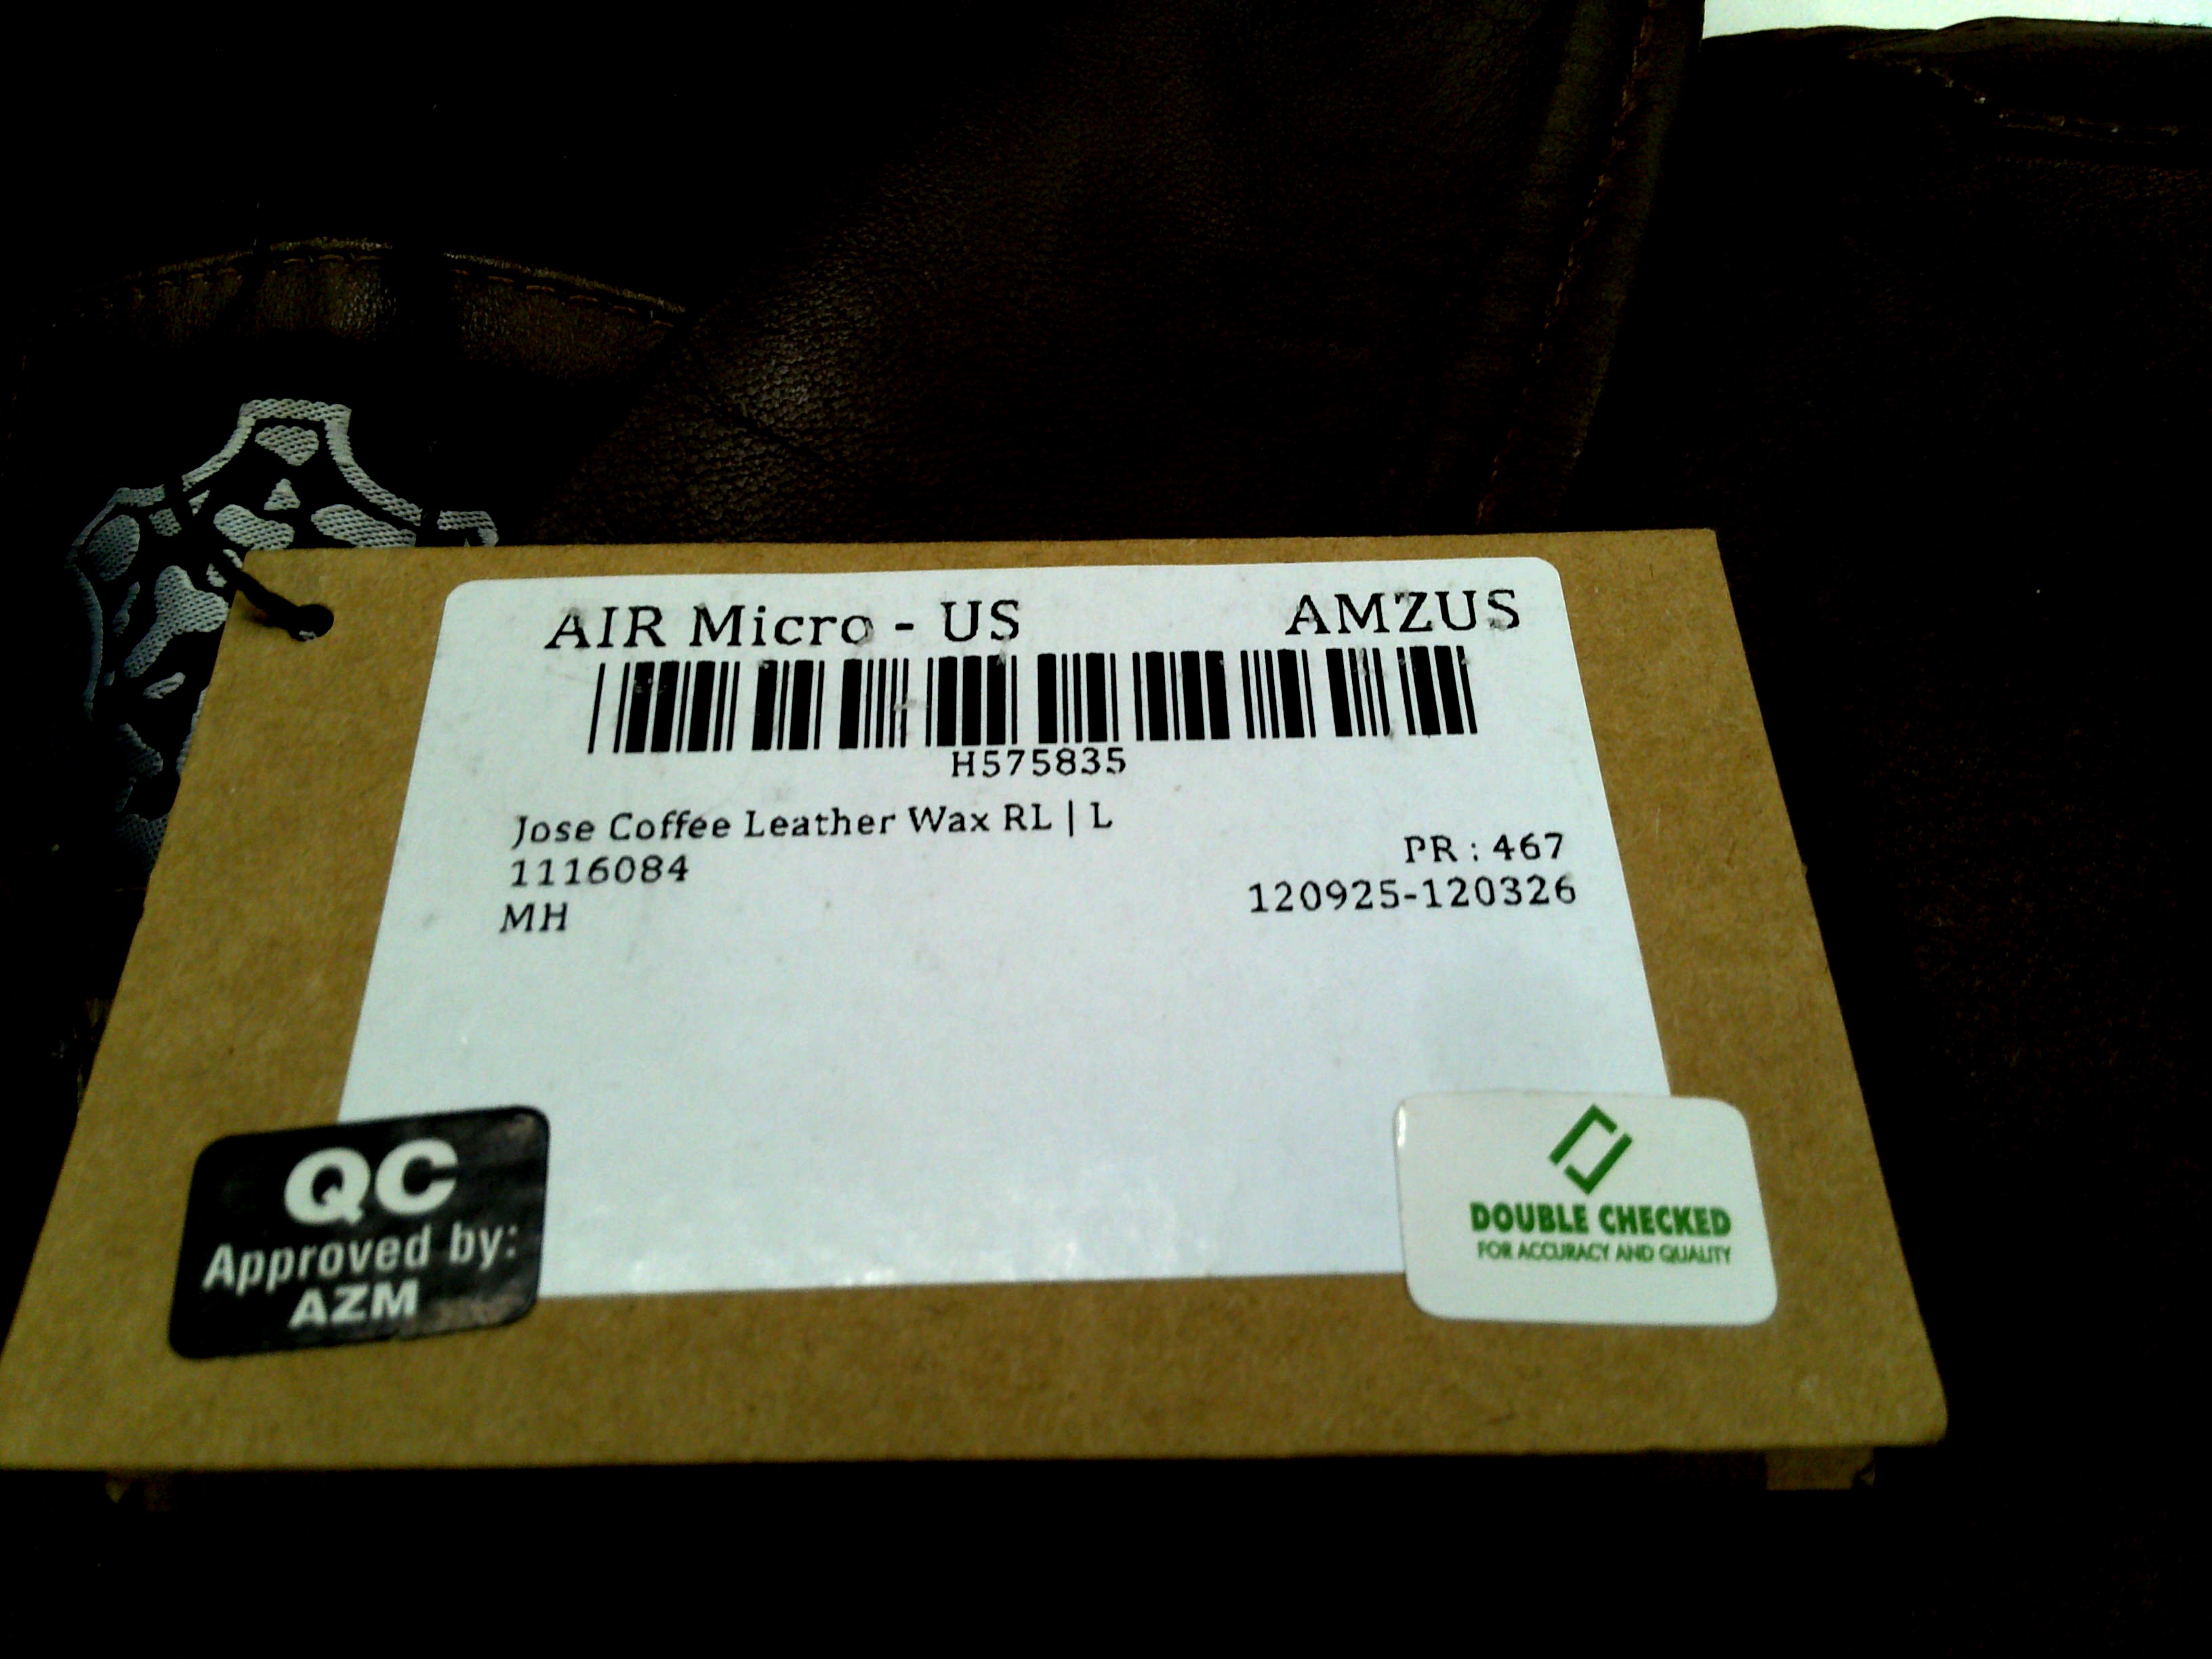 AIR Micro - US AMZUS
H575835
Jose Coffee Leather Wax RL | L
1116084
PR : 467
MH
120925-120326
QC
Approved by:
AZM
DOUBLE CHECKED
FOR ACCURACY AND QUALITY